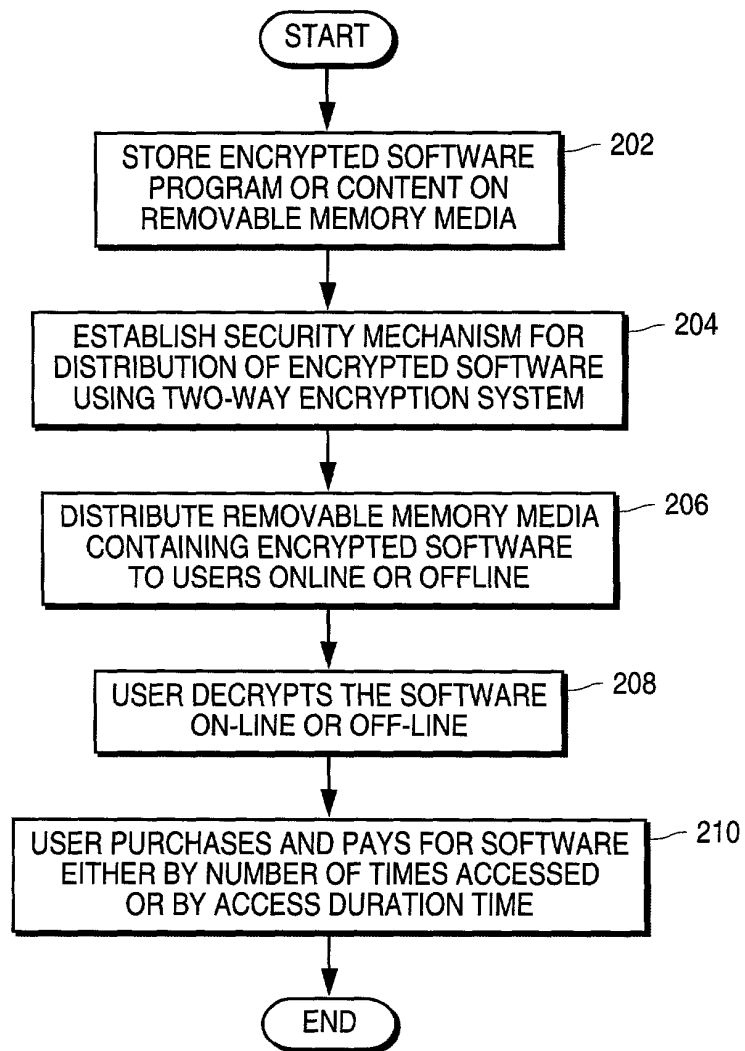 START
STORE ENCRYPTED SOFTWARE
PROGRAM OR CONTENT ON
REMOVABLE MEMORY MEDIA
202
ESTABLISH SECURITY MECHANISM FOR
DISTRIBUTION OF ENCRYPTED SOFTWARE
USING TWO-WAY ENCRYPTION SYSTEM
204
DISTRIBUTE REMOVABLE MEMORY MEDIA
CONTAINING ENCRYPTED SOFTWARE
TO USERS ONLINE OR OFFLINE
206
USER DECRYPTS THE SOFTWARE
ON-LINE OR OFF-LINE
208
USER PURCHASES AND PAYS FOR SOFTWARE
EITHER BY NUMBER OF TIMES ACCESSED
OR BY ACCESS DURATION TIME
210
END